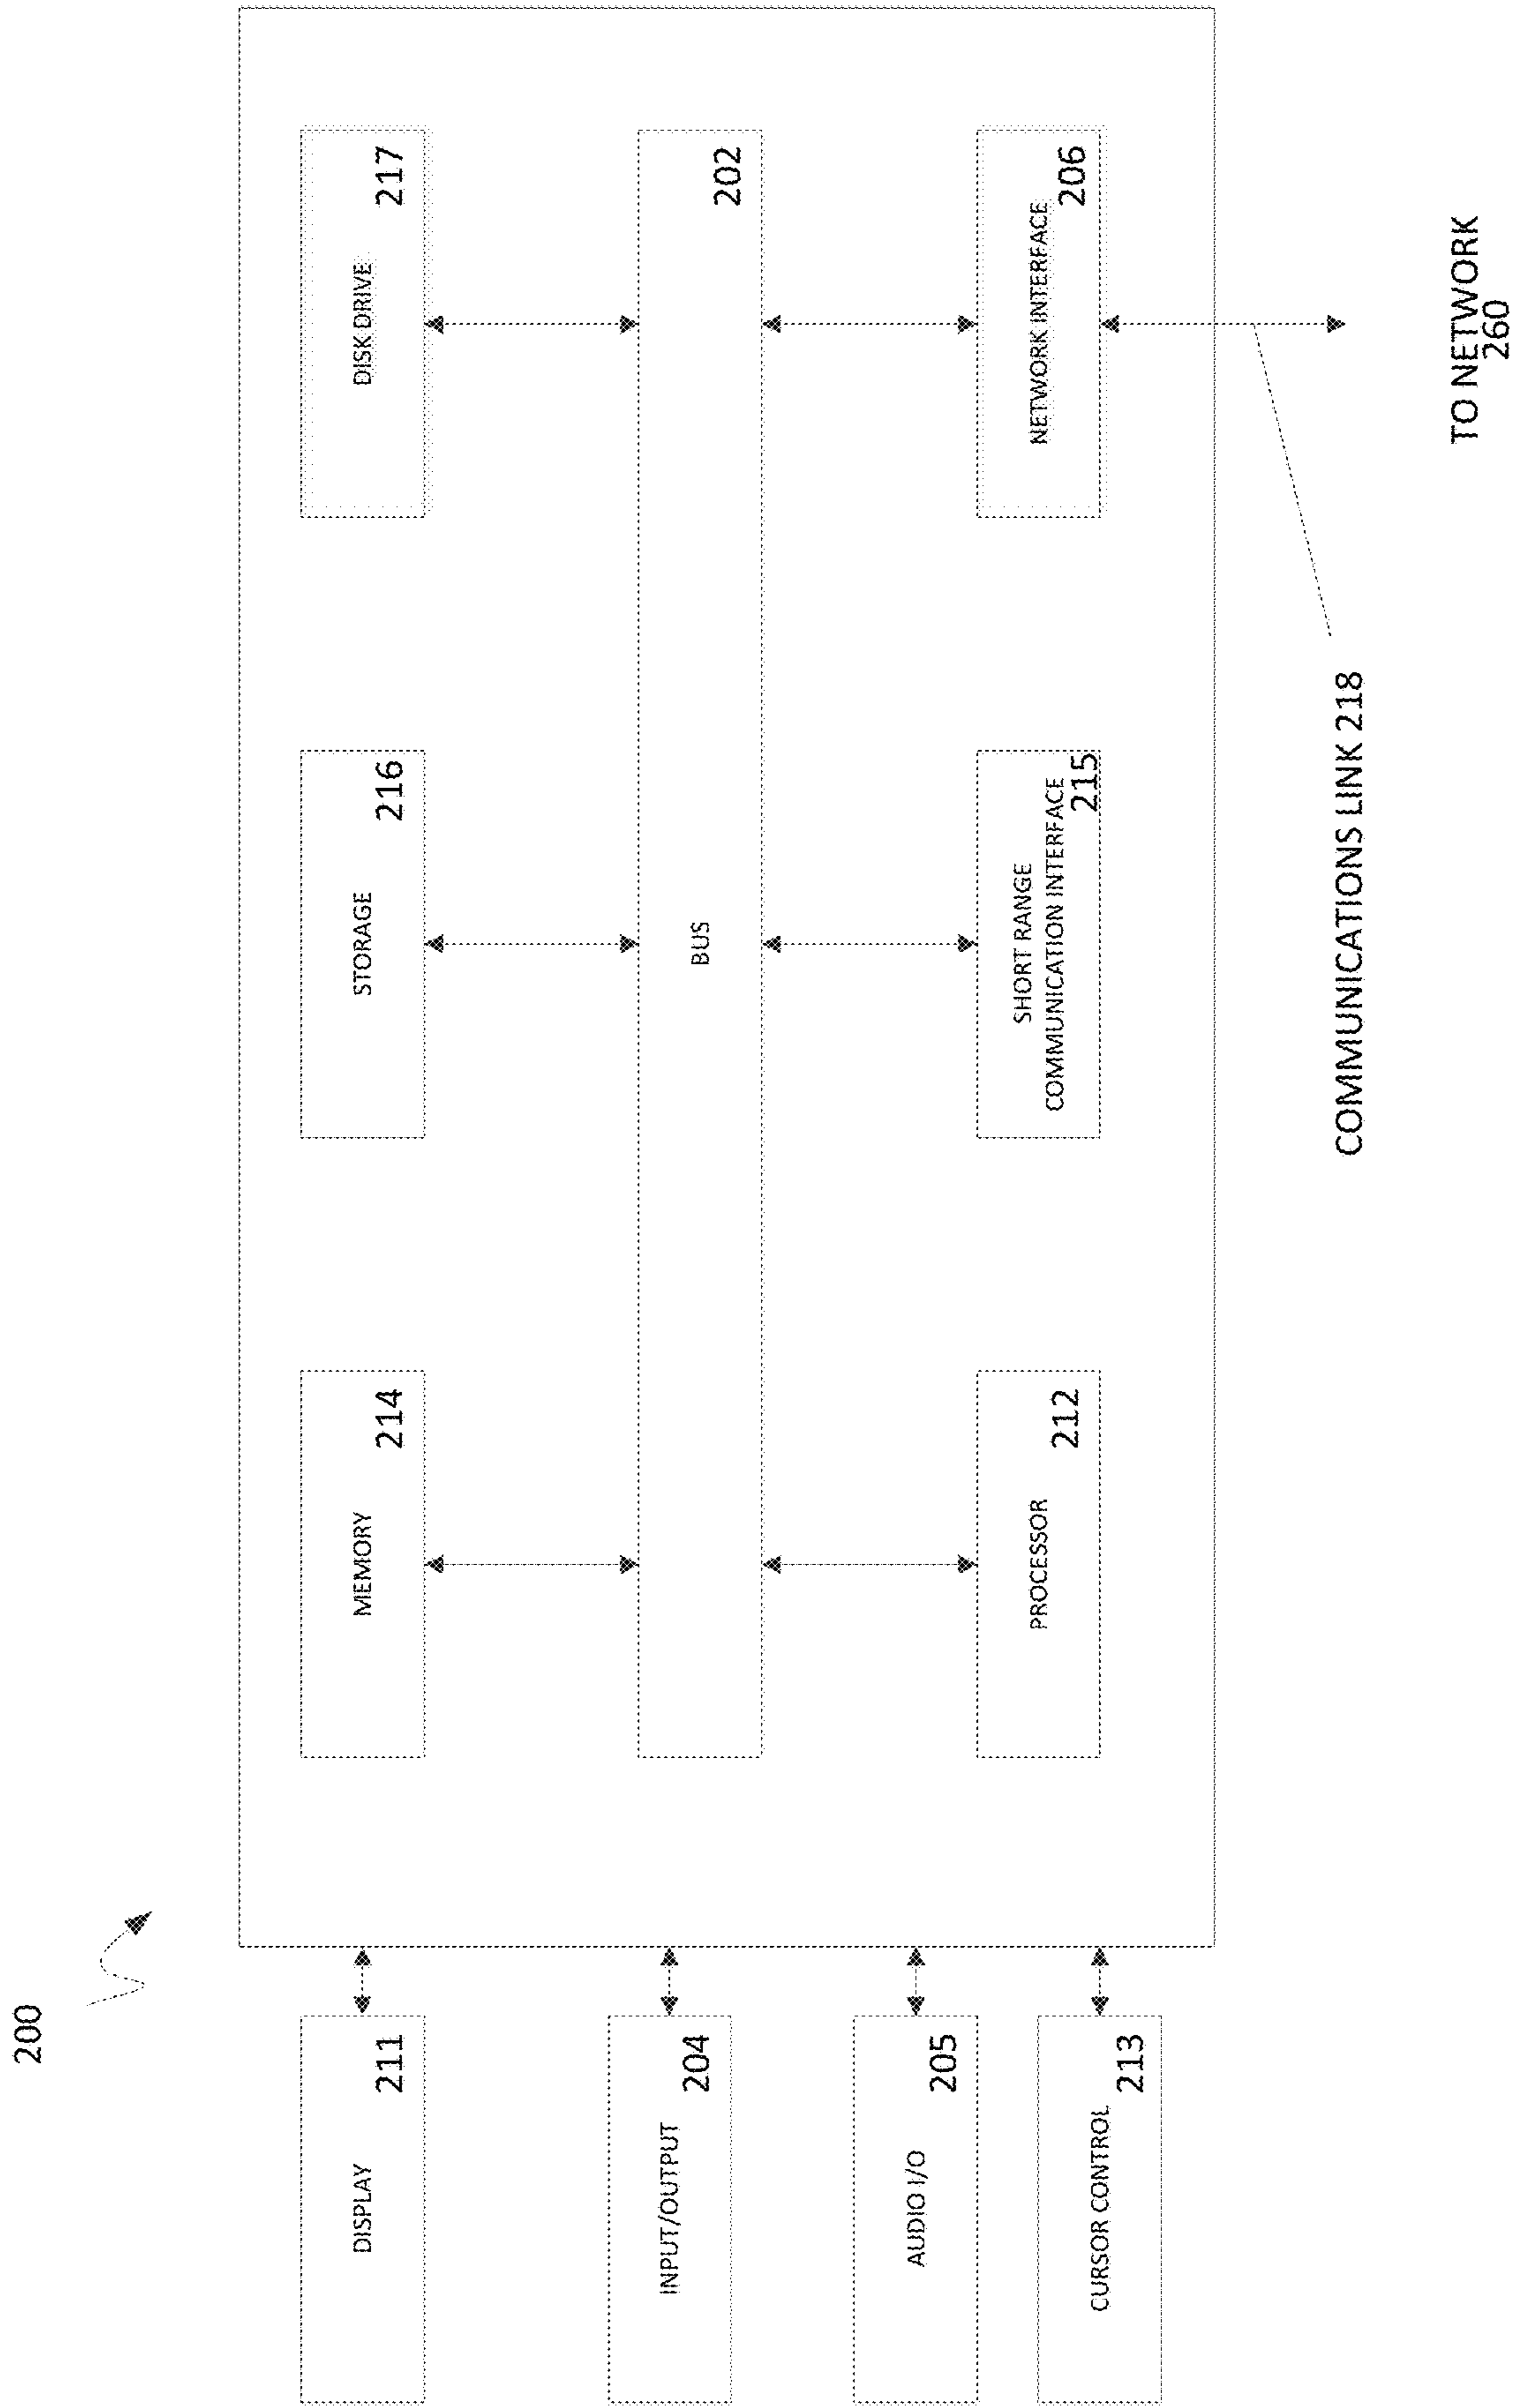 200
DISPLAY
211
INPUT/OUTPUT
204
AUDIO I/O
205
CURSOR CONTROL
213
MEMORY
214
STORAGE
216
DISK DRIVE
217
BUS
202
PROCESSOR
212
SHORT RANGE
COMMUNICATION INTERFACE
215
NETWORK INTERFACE
206
COMMUNICATIONS LINK 218
TO NETWORK
260